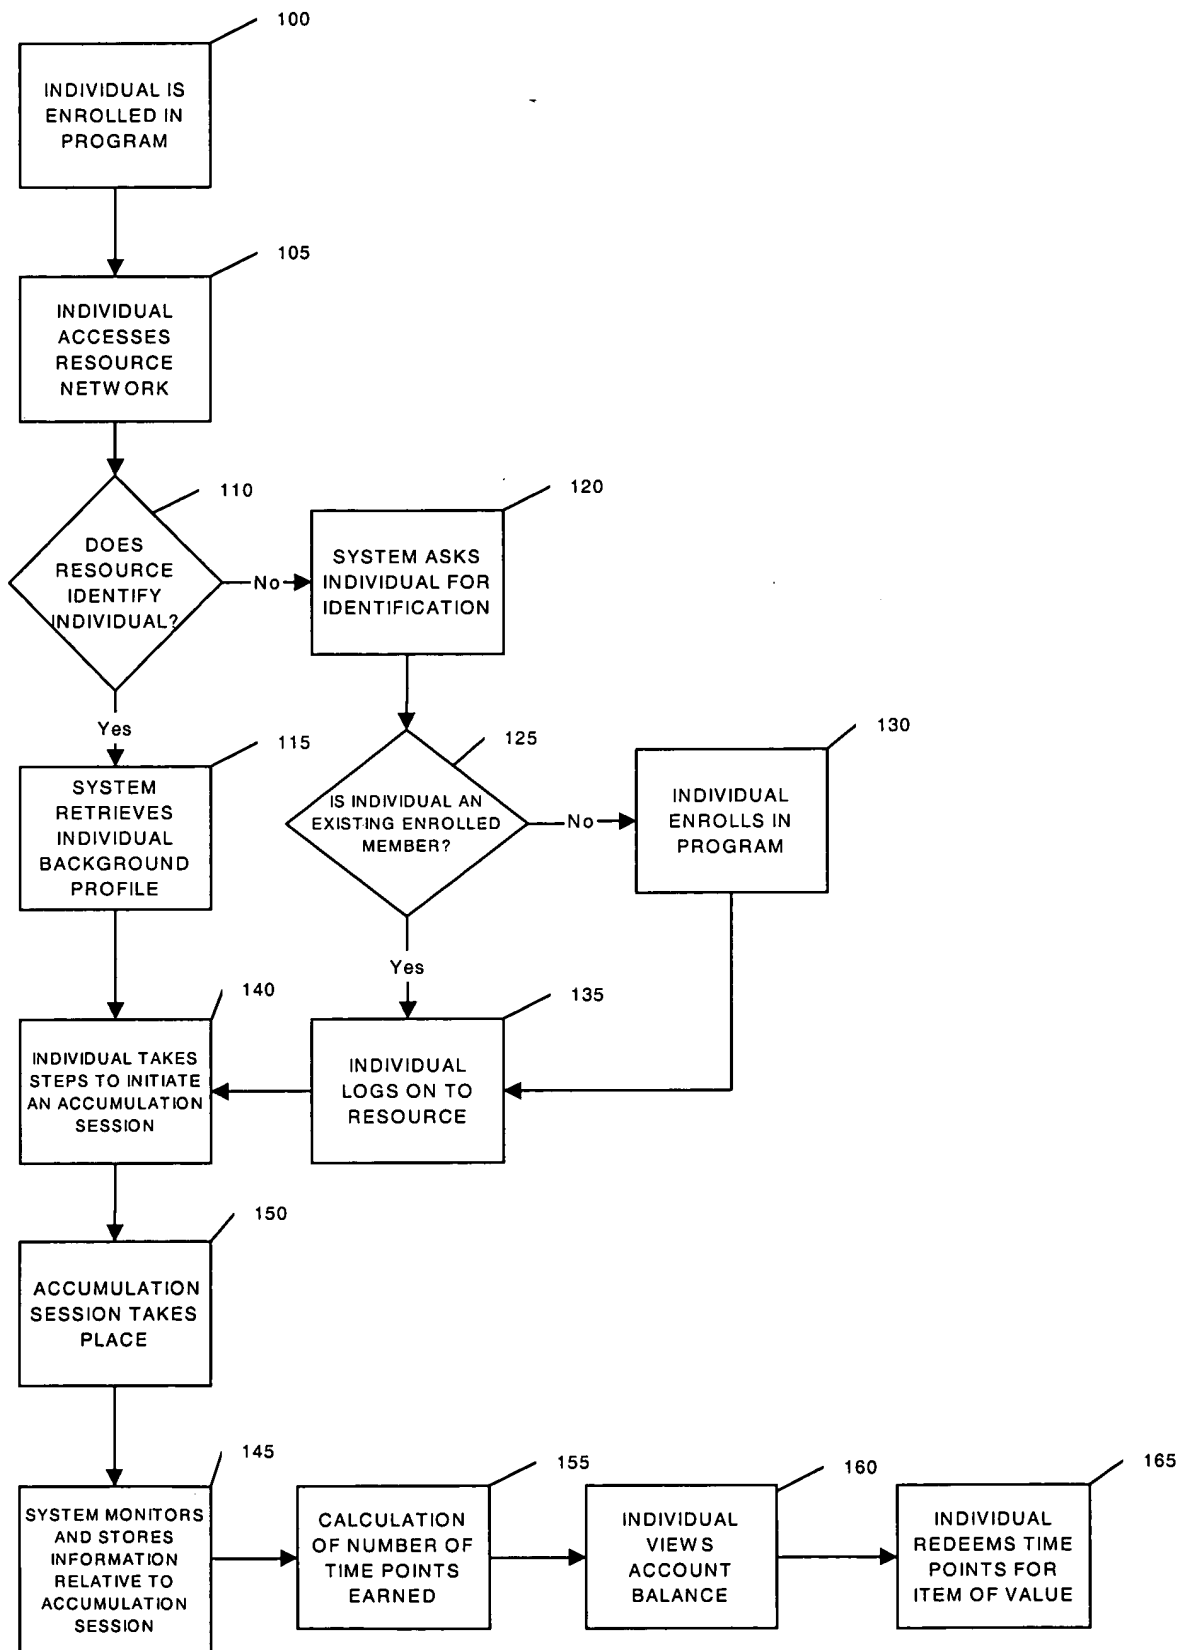 100
INDIVIDUAL IS
ENROLLED IN
PROGRAM
105
INDIVIDUAL
ACCESSES
RESOURCE
NETWORK
110
DOES
RESOURCE
IDENTIFY
INDIVIDUAL?
No
120
SYSTEM ASKS
INDIVIDUAL FOR
IDENTIFICATION
Yes
115
SYSTEM
RETRIEVES
INDIVIDUAL
BACKGROUND
PROFILE
125
IS INDIVIDUAL AN
EXISTING ENROLLED
MEMBER?
No
130
INDIVIDUAL
ENROLLS IN
PROGRAM
Yes
135
INDIVIDUAL
LOGS ON TO
RESOURCE
140
INDIVIDUAL TAKES
STEPS TO INITIATE
AN ACCUMULATION
SESSION
150
ACCUMULATION
SESSION TAKES
PLACE
145
SYSTEM MONITORS
AND STORES
INFORMATION
RELATIVE TO
ACCUMULATION
SESSION
155
CALCULATION
OF NUMBER OF
TIME POINTS
EARNED
160
INDIVIDUAL
VIEWS
ACCOUNT
BALANCE
165
INDIVIDUAL
REDEEMS TIME
POINTS FOR
ITEM OF VALUE